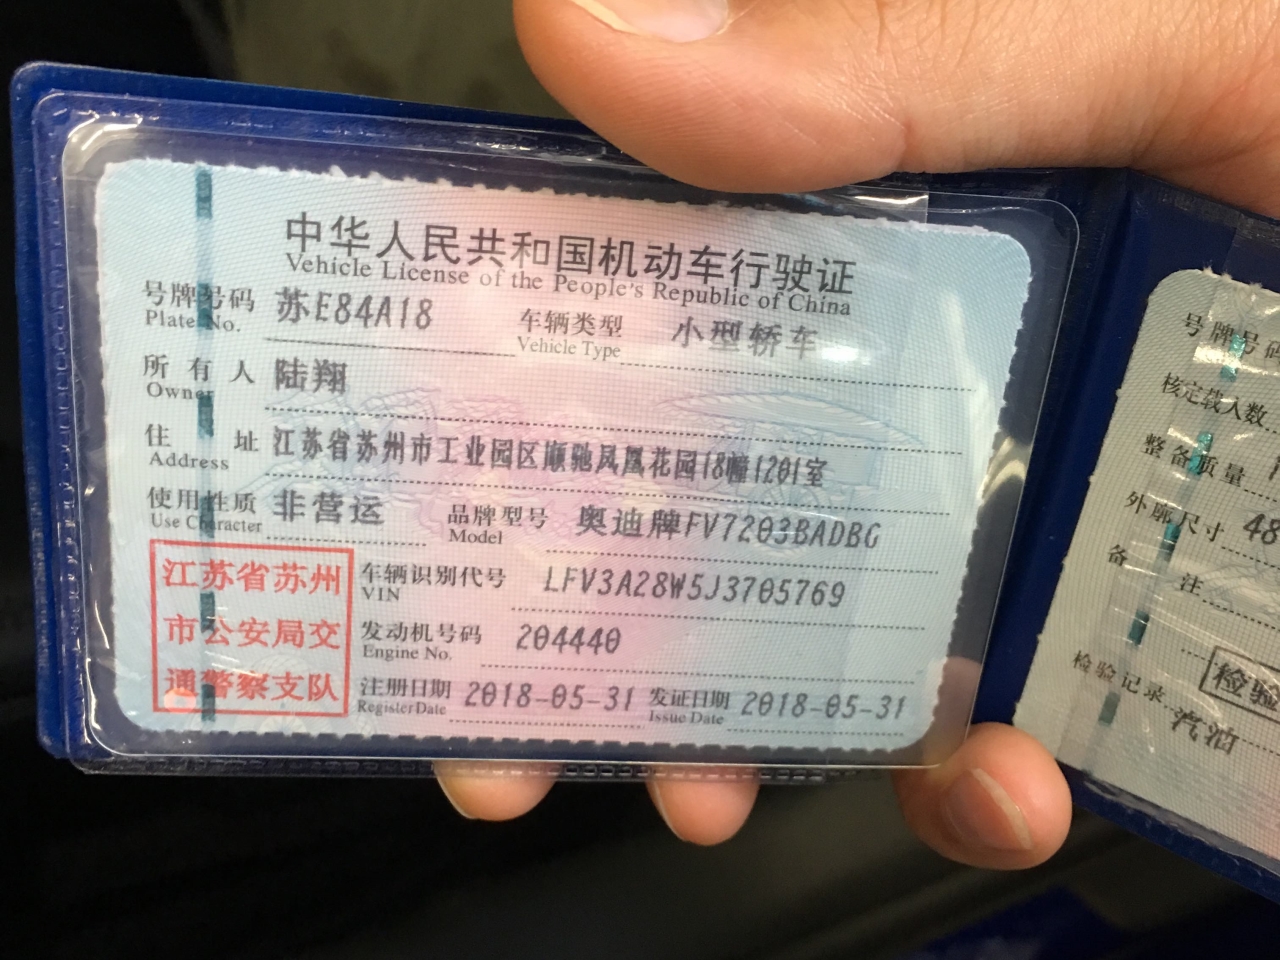 中华人民共和国机动车行驶证
Vehicle License of the People's Republic of China
号牌号码 苏E84A18 车辆类型 小型轿车
Plate No. Vehicle Type
所有人 陆翔
Owner
住址 江苏省苏州市工业园区顺驰凤凰花园18幢1201室
Address
使用性质 非营运 品牌型号 奥迪牌FV7203BADBG
Use Character Model
江苏省苏州
市公安局交
通警察支队
车辆识别代号 LFV3A28W5J3705769
VIN
发动机号码 204440
Engine No.
注册日期 2018-05-31 发证日期 2018-05-31
Register Date Issue Date
号牌号码
核定载人数
整备质量
外廓尺寸 48
备注
检验
检验记录
汽油